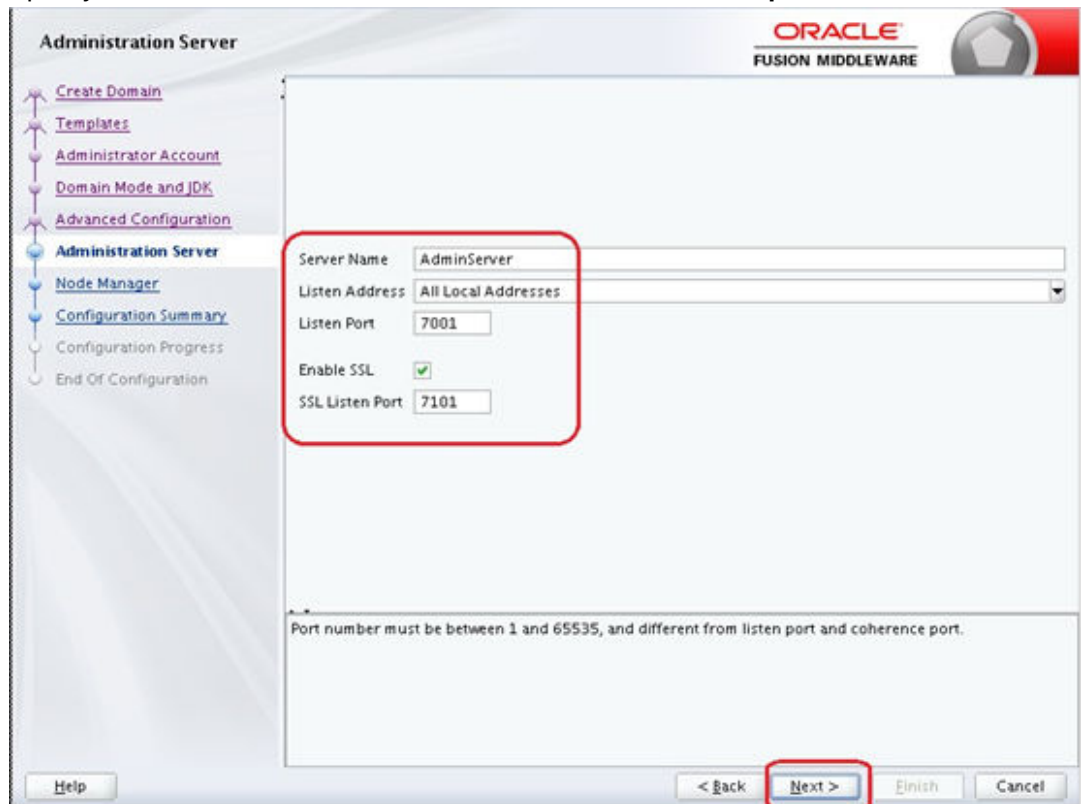 Administration Server
ORACLE
FUSION MIDDLEWARE
Create Domain
Templates
Administrator Account
Domain Mode and JDK
Advanced Configuration
Administration Server
Node Manager
Configuration Summary
Configuration Progress
End Of Configuration
Server Name AdminServer
Listen Address All Local Addresses
Listen Port 7001
Enable SSL
SSL Listen Port 7101
Port number must be between 1 and 65535, and different from listen port and coherence port.
Help < Back Next > Finish Cancel